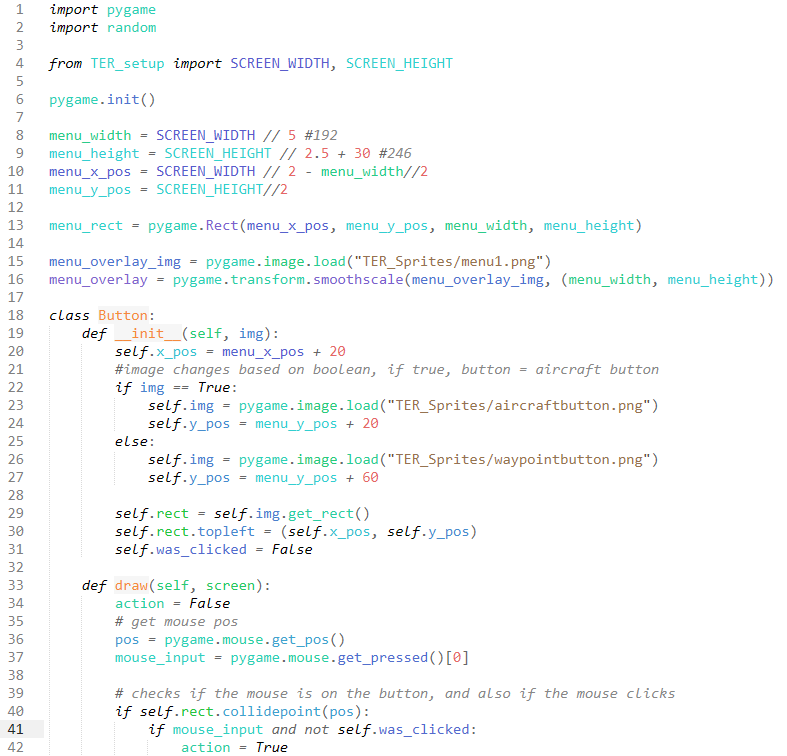 1 import pygame
2 import random
3
4 from TER_setup import SCREEN_WIDTH, SCREEN_HEIGHT
5
6 pygame.init()
7
8 menu_width = SCREEN_WIDTH // 5 #192
9 menu_height = SCREEN_HEIGHT // 2.5 + 30 #246
10 menu_x_pos = SCREEN_WIDTH // 2 - menu_width//2
11 menu_y_pos = SCREEN_HEIGHT//2
12
13 menu_rect = pygame.Rect(menu_x_pos, menu_y_pos, menu_width, menu_height)
14
15 menu_overlay_img = pygame.image.load("TER_Sprites/menu1.png")
16 menu_overlay = pygame.transform.smoothscale(menu_overlay_img, (menu_width, menu_height))
17
18 class Button:
19     def __init__(self, img):
20         self.x_pos = menu_x_pos + 20
21         #image changes based on boolean, if true, button = aircraft button
22         if img == True:
23             self.img = pygame.image.load("TER_Sprites/aircraftbutton.png")
24             self.y_pos = menu_y_pos + 20
25         else:
26             self.img = pygame.image.load("TER_Sprites/waypointbutton.png")
27             self.y_pos = menu_y_pos + 60
28
29         self.rect = self.img.get_rect()
30         self.rect.topleft = (self.x_pos, self.y_pos)
31         self.was_clicked = False
32
33     def draw(self, screen):
34         action = False
35         # get mouse pos
36         pos = pygame.mouse.get_pos()
37         mouse_input = pygame.mouse.get_pressed()[0]
38
39         # checks if the mouse is on the button, and also if the mouse clicks
40         if self.rect.collidepoint(pos):
41             if mouse_input and not self.was_clicked:
42                 action = True